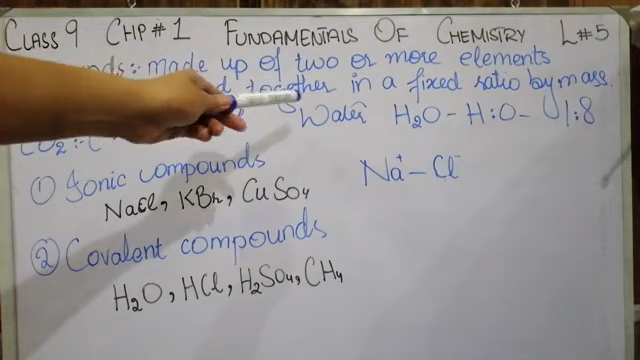 CLASS 9 CHP # 1 FUNDAMENTALS OF CHEMISTRY L#5
made up of two or more elements
together in a fixed ratio by mass.
Water H₂O - H:O - 1:8
CO₂:- C
① Ionic compounds
Na⁺ - Cl⁻
NaCl, KBr, CuSO₄
② Covalent compounds
H₂O, HCl, H₂SO₄, CH₄